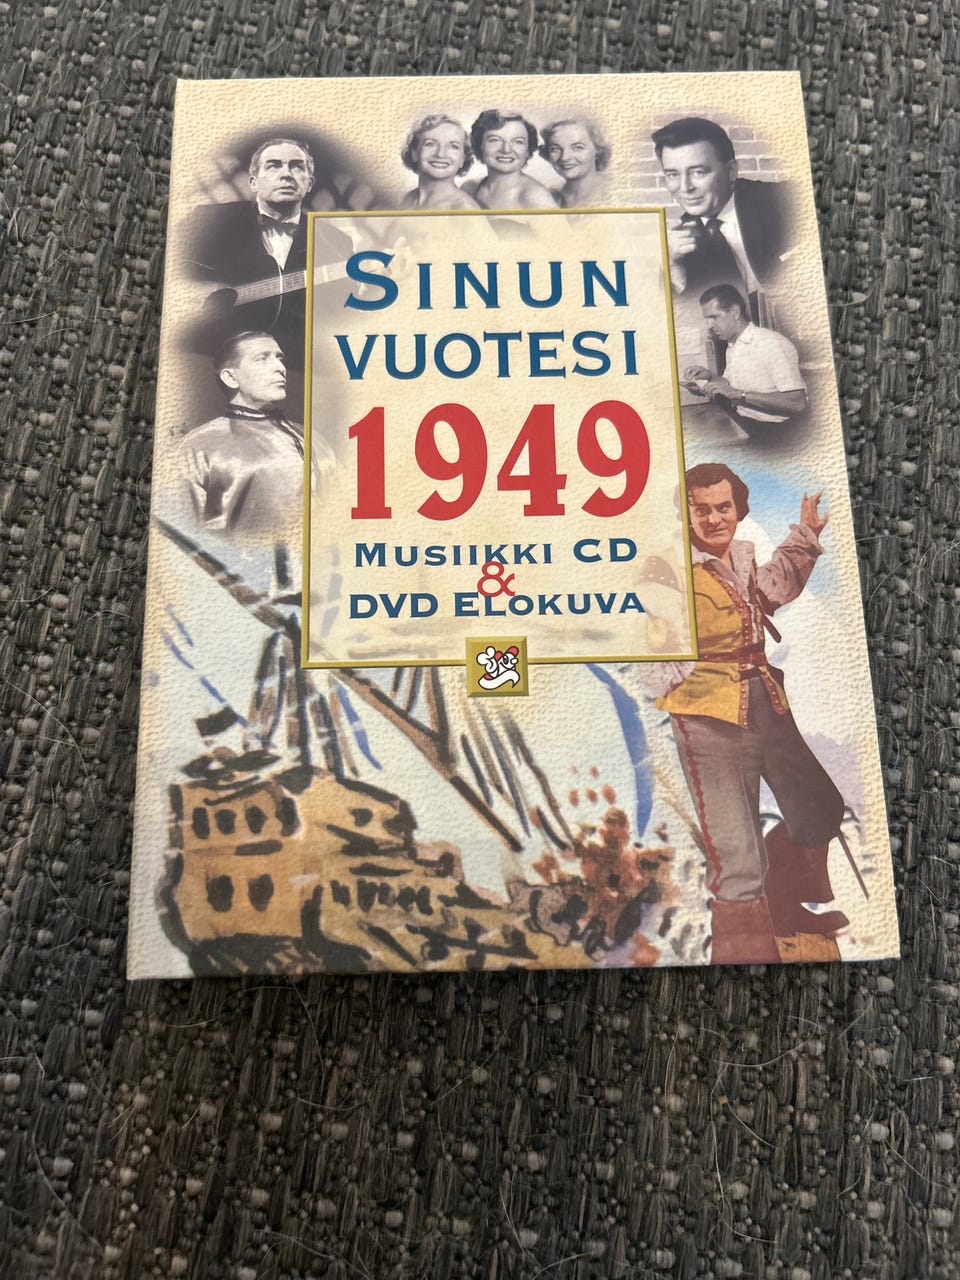 SINUN
VUOTESI
1949
MUSIIKKI CD
&
DVD ELOKUVA